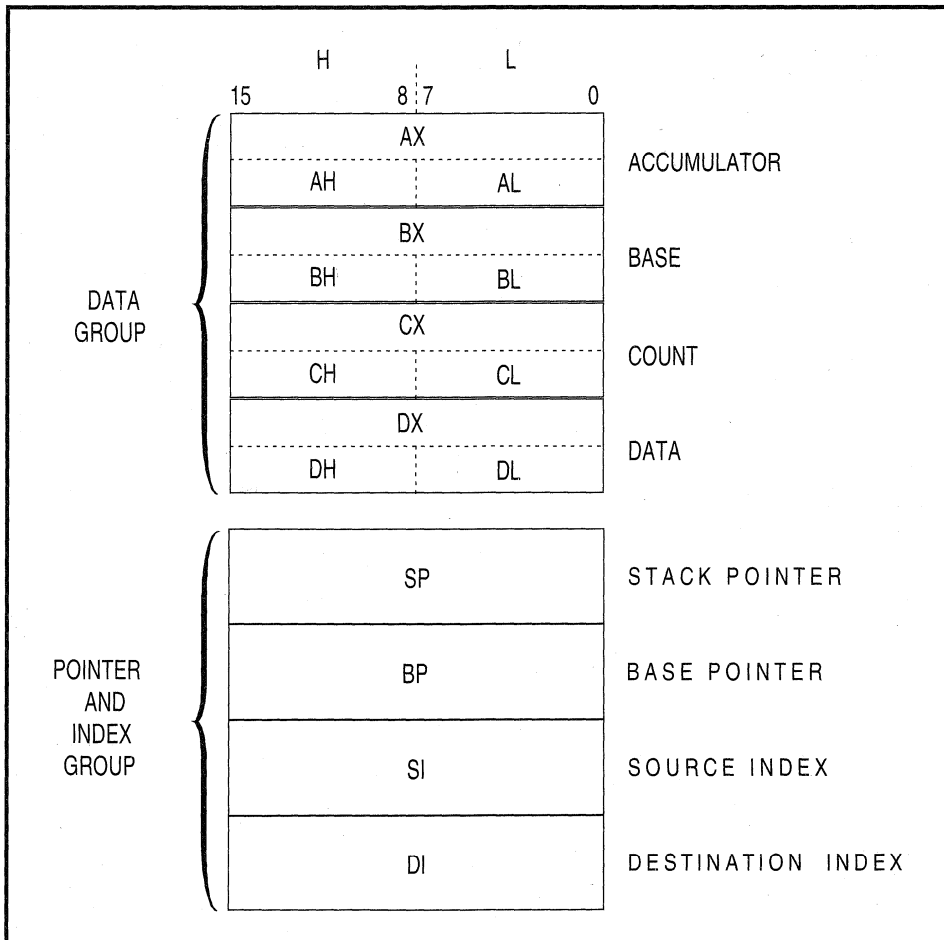 H L
15 8 7 0
AX
ACCUMULATOR
AH AL
BX
BASE
BH BL
DATA
GROUP
CX
COUNT
CH CL
DX
DATA
DH DL
SP STACK POINTER
POINTER
AND
INDEX
GROUP
BP BASE POINTER
SI SOURCE INDEX
DI DESTINATION INDEX